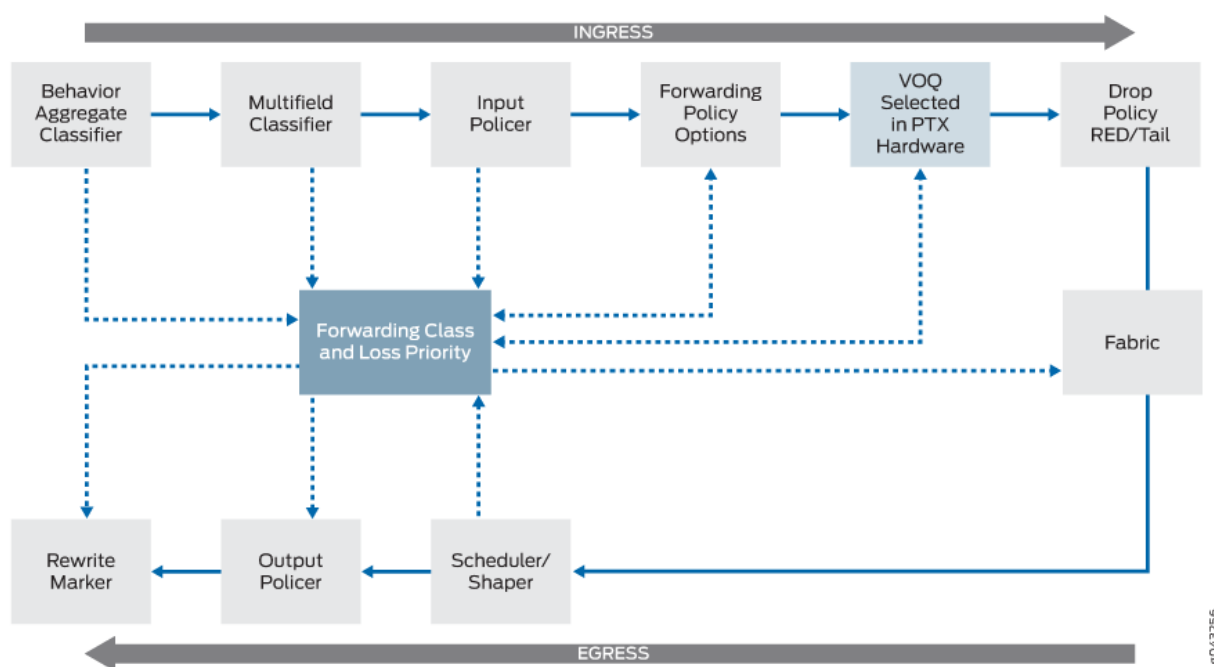 INGRESS
Behavior
Aggregate
Classifier
Multifield
Classifier
Input
Policer
Forwarding
Policy
Options
VOQ
Selected
in PTX
Hardware
Drop
Policy
RED/Tail
Forwarding Class
and Loss Priority
Fabric
Rewrite
Marker
Output
Policer
Scheduler/
Shaper
EGRESS